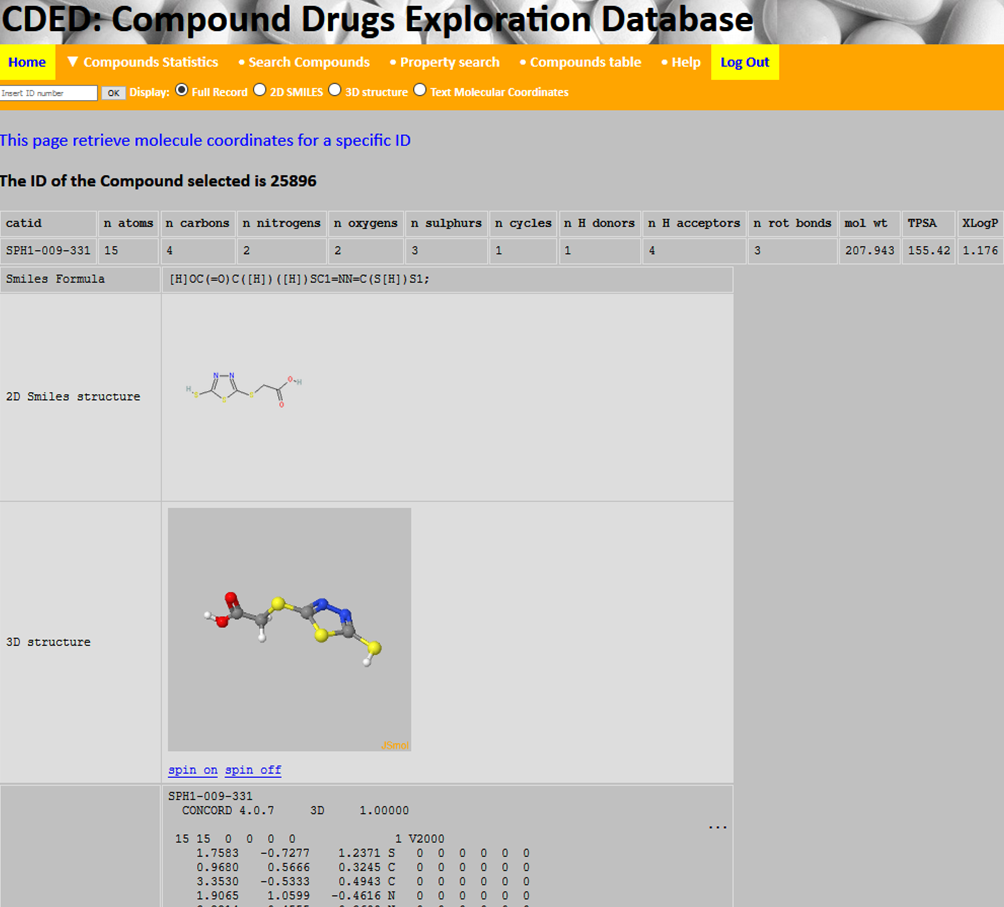 CDED: Compound Drugs Exploration Database
Home ▼ Compounds Statistics • Search Compounds • Property search • Compounds table • Help Log Out
Insert ID number OK Display: Full Record 2D SMILES 3D structure Text Molecular Coordinates
This page retrieve molecule coordinates for a specific ID
The ID of the Compound selected is 25896
catid n atoms n carbons n nitrogens n oxygens n sulphurs n cycles n H donors n H acceptors n rot bonds mol wt TPSA XLogP
SPH1-009-331 15 4 2 2 3 1 1 4 3 207.943 155.42 1.176
Smiles Formula [H]OC(=O)C([H])([H])SC1=NN=C(S[H])S1;
N N
H S S S O H
O
2D Smiles structure
3D structure
JSmol
spin on spin off
SPH1-009-331
CONCORD 4.0.7 3D 1.00000
...
15 15 0 0 0 0 1 V2000
1.7583 -0.7277 1.2371 S 0 0 0 0 0 0
0.9680 0.5666 0.3245 C 0 0 0 0 0 0
3.3530 -0.5333 0.4943 C 0 0 0 0 0 0
1.9065 1.0599 -0.4616 N 0 0 0 0 0 0